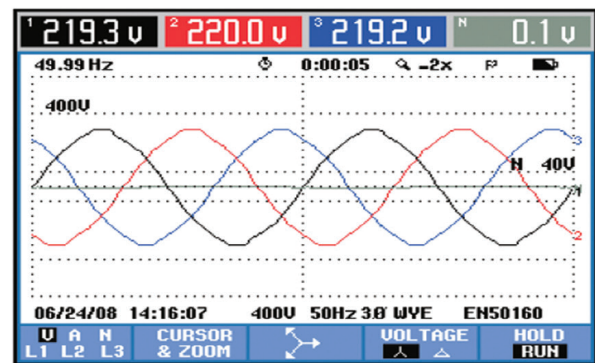 1 219.3 v 2 220.0 v 3 219.2 v N 0.1 v
49.99 Hz 0:00:05 -2x
400V
3
N 40V
1
2
06/24/08 14:16:07 400V 50Hz 3Ø WYE EN50160
U A N CURSOR VOLTAGE HOLD
L1 L2 L3 & ZOOM RUN